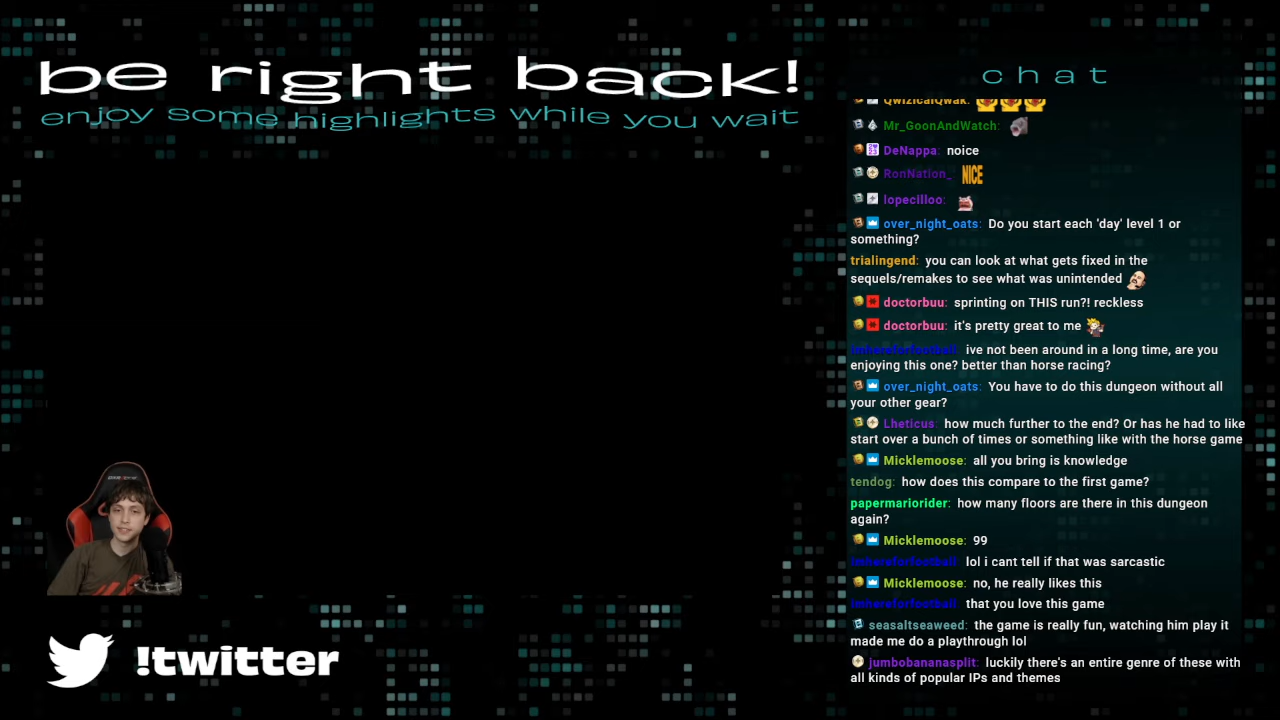 be right back!
enjoy some highlights while you wait
chat
QwizicalQwak:
Mr_GoonAndWatch:
DeNappa: noice
RonNation_ NICE
lopecilloo:
over_night_oats: Do you start each 'day' level 1 or
something?
trialingend: you can look at what gets fixed in the
sequels/remakes to see what was unintended
doctorbuu: sprinting on THIS run?! reckless
doctorbuu: it's pretty great to me
imhereforfootball ive not been around in a long time, are you
enjoying this one? better than horse racing?
over_night_oats: You have to do this dungeon without all
your other gear?
Lheticus: how much further to the end? Or has he had to like
start over a bunch of times or something like with the horse game
Micklemoose: all you bring is knowledge
tendog: how does this compare to the first game?
papermariorider: how many floors are there in this dungeon
again?
Micklemoose: 99
imhereforfootball lol i cant tell if that was sarcastic
Micklemoose: no, he really likes this
imhereforfootball that you love this game
seasaltseaweed: the game is really fun, watching him play it
made me do a playthrough lol
jumbobananasplit: luckily there's an entire genre of these with
all kinds of popular IPs and themes
!twitter